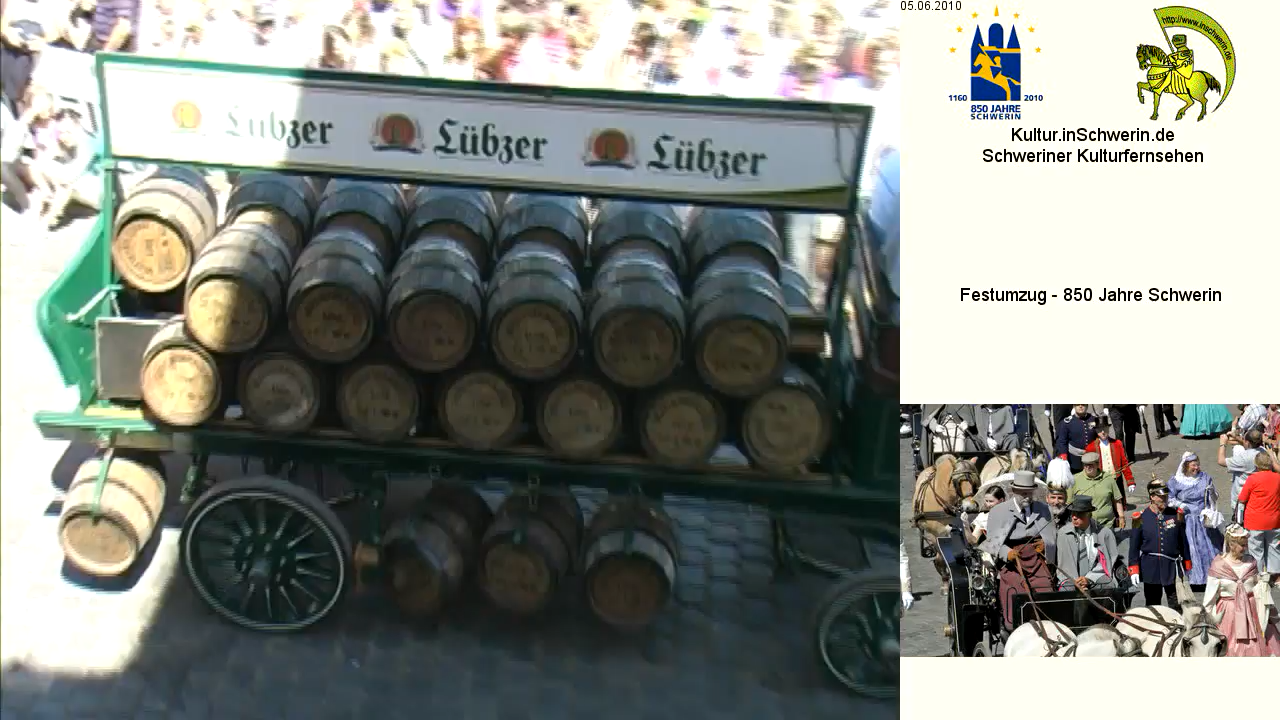 Lübzer Lübzer Lübzer
05.06.2010
http://www.inschwerin.de
1160 2010
850 JAHRE
SCHWERIN
Kultur.inSchwerin.de
Schweriner Kulturfernsehen
Festumzug - 850 Jahre Schwerin